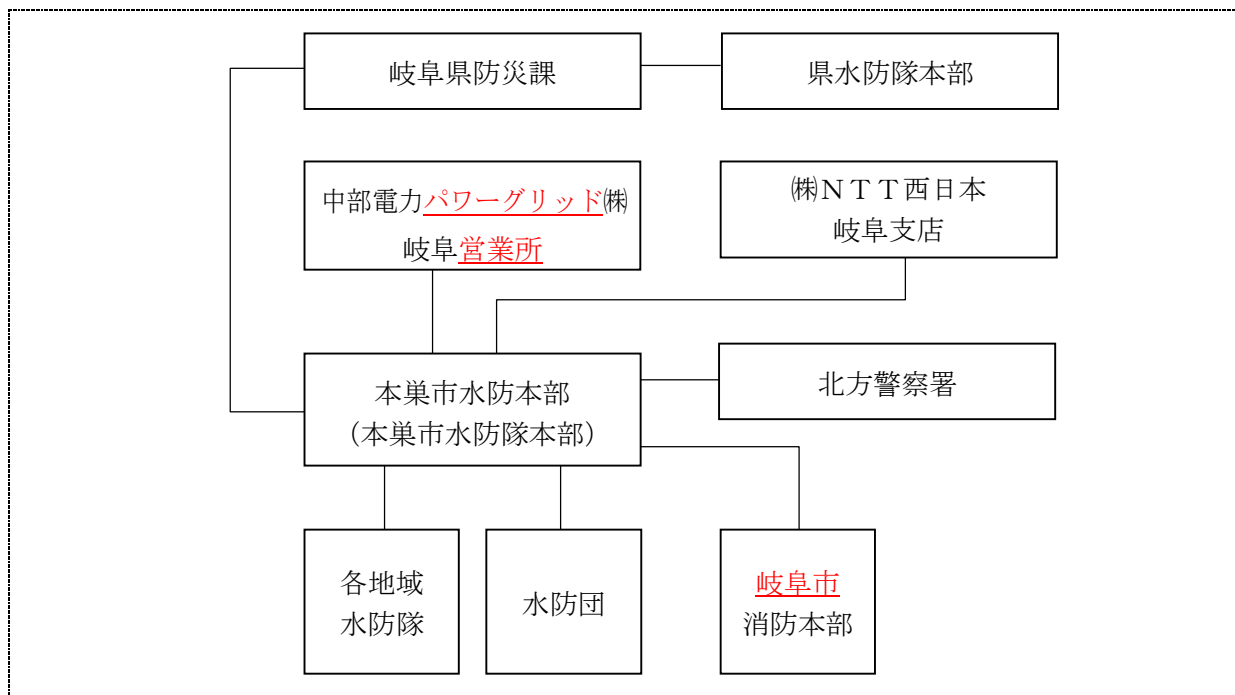 岐阜県防災課
県水防隊本部
中部電力パワーグリッド㈱
岐阜営業所
㈱ＮＴＴ西日本
岐阜支店
本巣市水防本部
（本巣市水防隊本部）
北方警察署
各地域
水防隊
水防団
岐阜市
消防本部